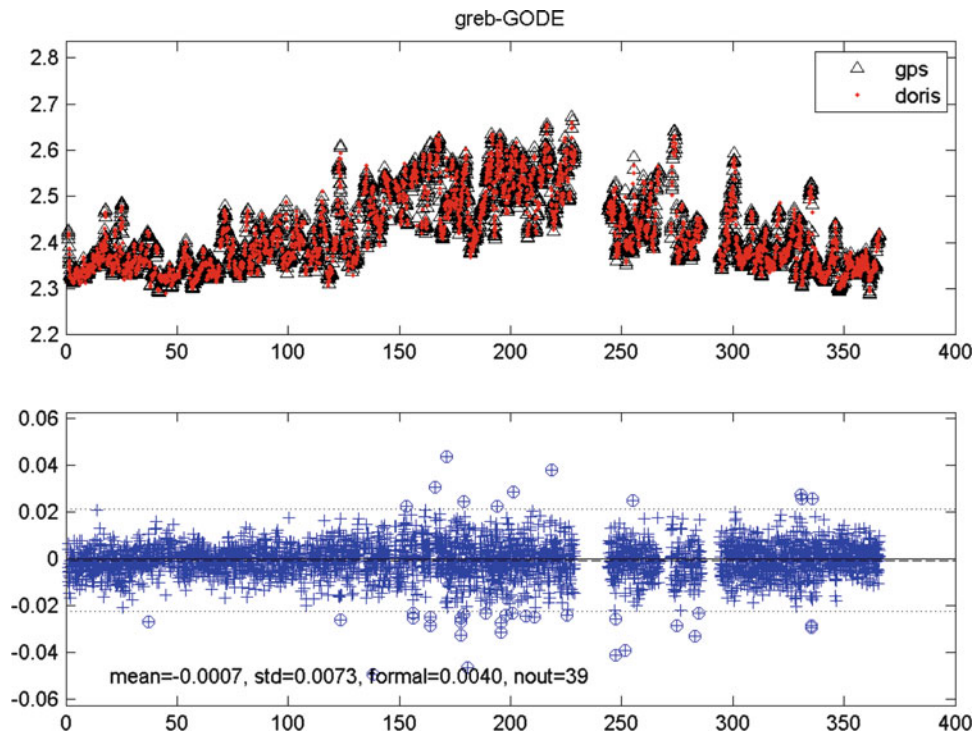 greb-GODE
2.8
2.7
2.6
2.5
2.4
2.3
2.2
gps
doris
0 50 100 150 200 250 300 350 400
0.06
0.04
0.02
0
-0.02
-0.04
-0.06
mean=-0.0007, std=0.0073, formal=0.0040, nout=39
0 50 100 150 200 250 300 350 400